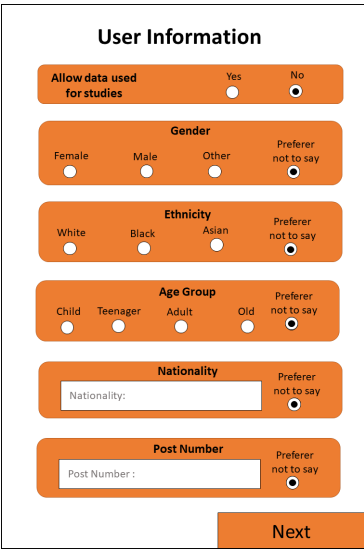 User Information
Allow data used
for studies
Yes
No
Gender
Female
Male
Other
Preferer
not to say
Ethnicity
White
Black
Asian
Preferer
not to say
Age Group
Child
Teenager
Adult
Old
Preferer
not to say
Nationality
Nationality:
Preferer
not to say
Post Number
Post Number :
Preferer
not to say
Next